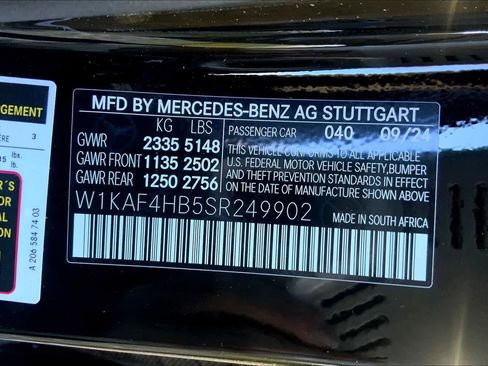 MFD BY MERCEDES-BENZ AG STUTTGART
KG LBS
GVWR 2335 5148
GAWR FRONT 1135 2502
GAWR REAR 1250 2756
PASSENGER CAR 040 09/24
THIS VEHICLE CONFORMS TO ALL APPLICABLE
U.S. FEDERAL MOTOR VEHICLE SAFETY, BUMPER
AND THEFT PREVENTION STANDARDS IN EFFECT
ON THE DATE OF MANUFACTURE SHOWN ABOVE
W1KAF4HB5SR249902
MADE IN SOUTH AFRICA
3
lbs.
A 206 584 74 03